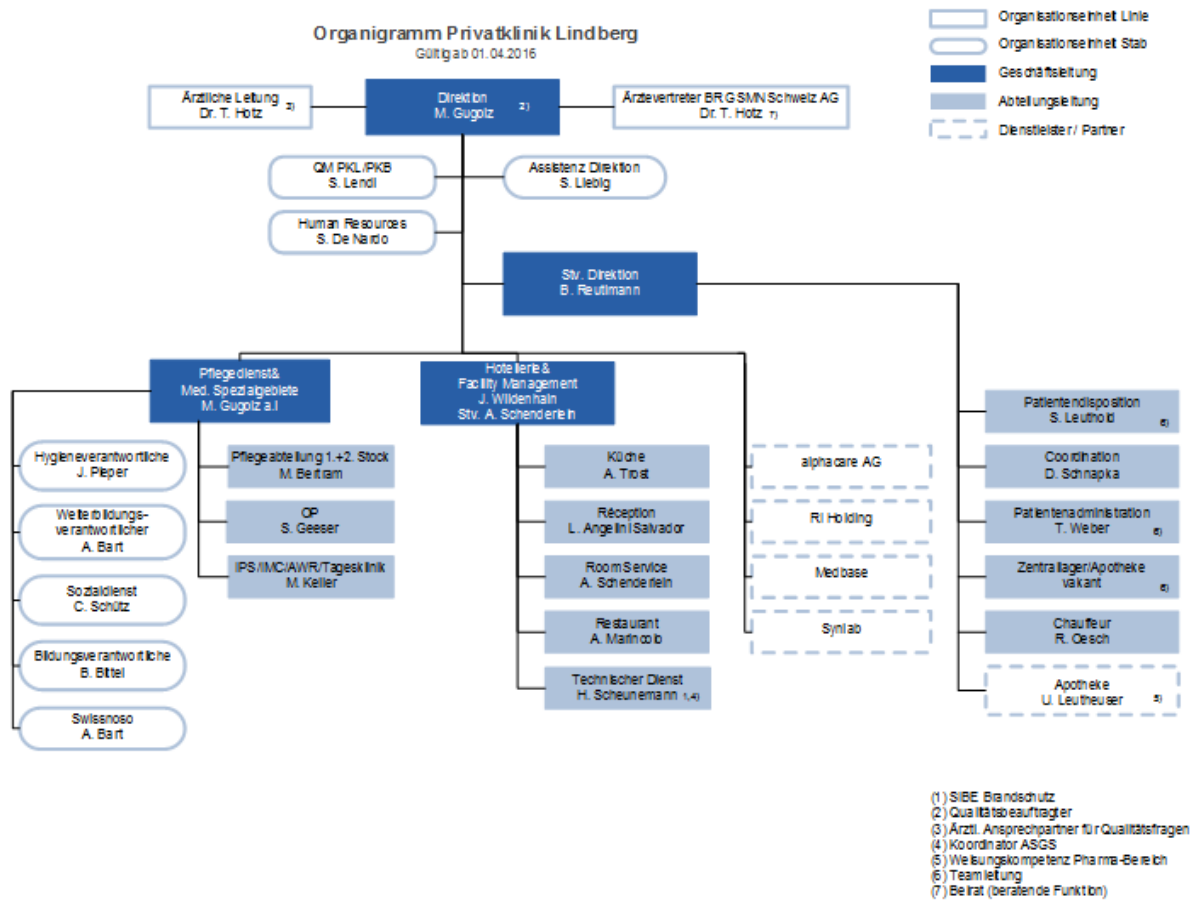 Organigramm Privatklinik Lindberg
Gültig ab 01.04.2016
Organisationseinheit Linie
Organisationseinheit Stab
Geschäftsleitung
Abteilungsleitung
Dienstleister / Partner
Ärztliche Leitung
Dr. T. Hotz 3)
Direktion
M. Gugolz 2)
Ärztevertreter BRG SMN Schweiz AG
Dr. T. Hotz 7)
QM PKL/PKB
S. Lendi
Assistenz Direktion
S. Liebig
Human Resources
S. De Nardo
Stv. Direktion
B. Reutimann
Pflegedienst &
Med. Spezialgebiete
M. Gugolz a.i
Hotellerie &
Facility Management
J. Wildenhain
Stv. A. Schenderlein
Hygieneverantwortliche
J. Pieper
Weiterbildungs-
verantwortlicher
A. Bart
Sozialdienst
C. Schütz
Bildungsverantwortliche
B. Bittel
Swissnoso
A. Bart
Pflegeabteilung 1.+2. Stock
M. Bertram
OP
S. Geeser
IPS/IMC/AWR/Tagesklinik
M. Keller
Küche
A. Trost
Réception
L. Angelini Salvador
Room Service
A. Schenderlein
Restaurant
A. Marincolo
Technischer Dienst
H. Scheunemann 1,4)
alphacare AG
RI Holding
Medbase
Synlab
Patientendisposition
S. Leuthold 6)
Coordination
D. Schnapka
Patientenadministration
T. Weber 6)
Zentrallager/Apotheke
vakant 6)
Chauffeur
R. Oesch
Apotheke
U. Leutheuser 5)
(1) SIBE Brandschutz
(2) Qualitätsbeauftragter
(3) Ärztl. Ansprechpartner für Qualitätsfragen
(4) Koordinator ASGS
(5) Weisungskompetenz Pharma-Bereich
(6) Teamleitung
(7) Beirat (beratende Funktion)